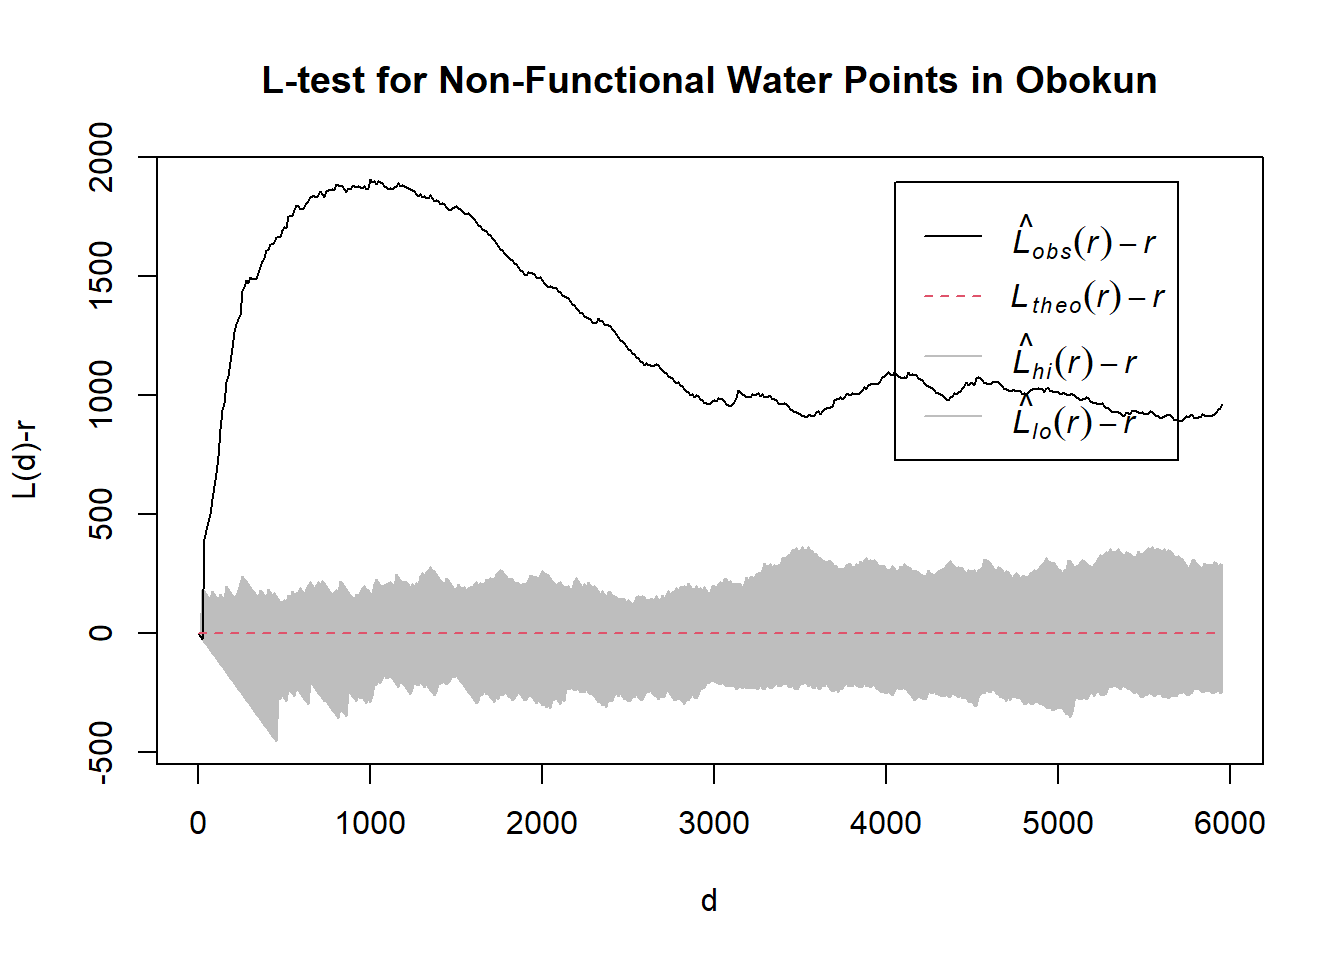 L-test for Non-Functional Water Points in Obokun
L(d)-r
2000
1500
1000
500
0
-500
L̂obs(r) – r
Ltheo(r) – r
L̂hi(r) – r
L̂lo(r) – r
0 1000 2000 3000 4000 5000 6000
d